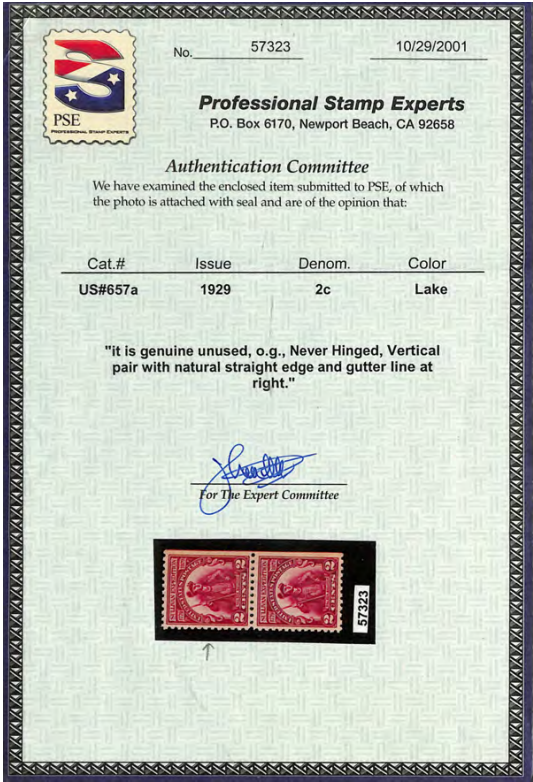 No. 57323 10/29/2001
PSE
PROFESSIONAL STAMP EXPERTS
Professional Stamp Experts
P.O. Box 6170, Newport Beach, CA 92658
Authentication Committee
We have examined the enclosed item submitted to PSE, of which
the photo is attached with seal and are of the opinion that:
Cat.# Issue Denom. Color
US#657a 1929 2c Lake
"it is genuine unused, o.g., Never Hinged, Vertical
pair with natural straight edge and gutter line at
right."
For The Expert Committee
57323